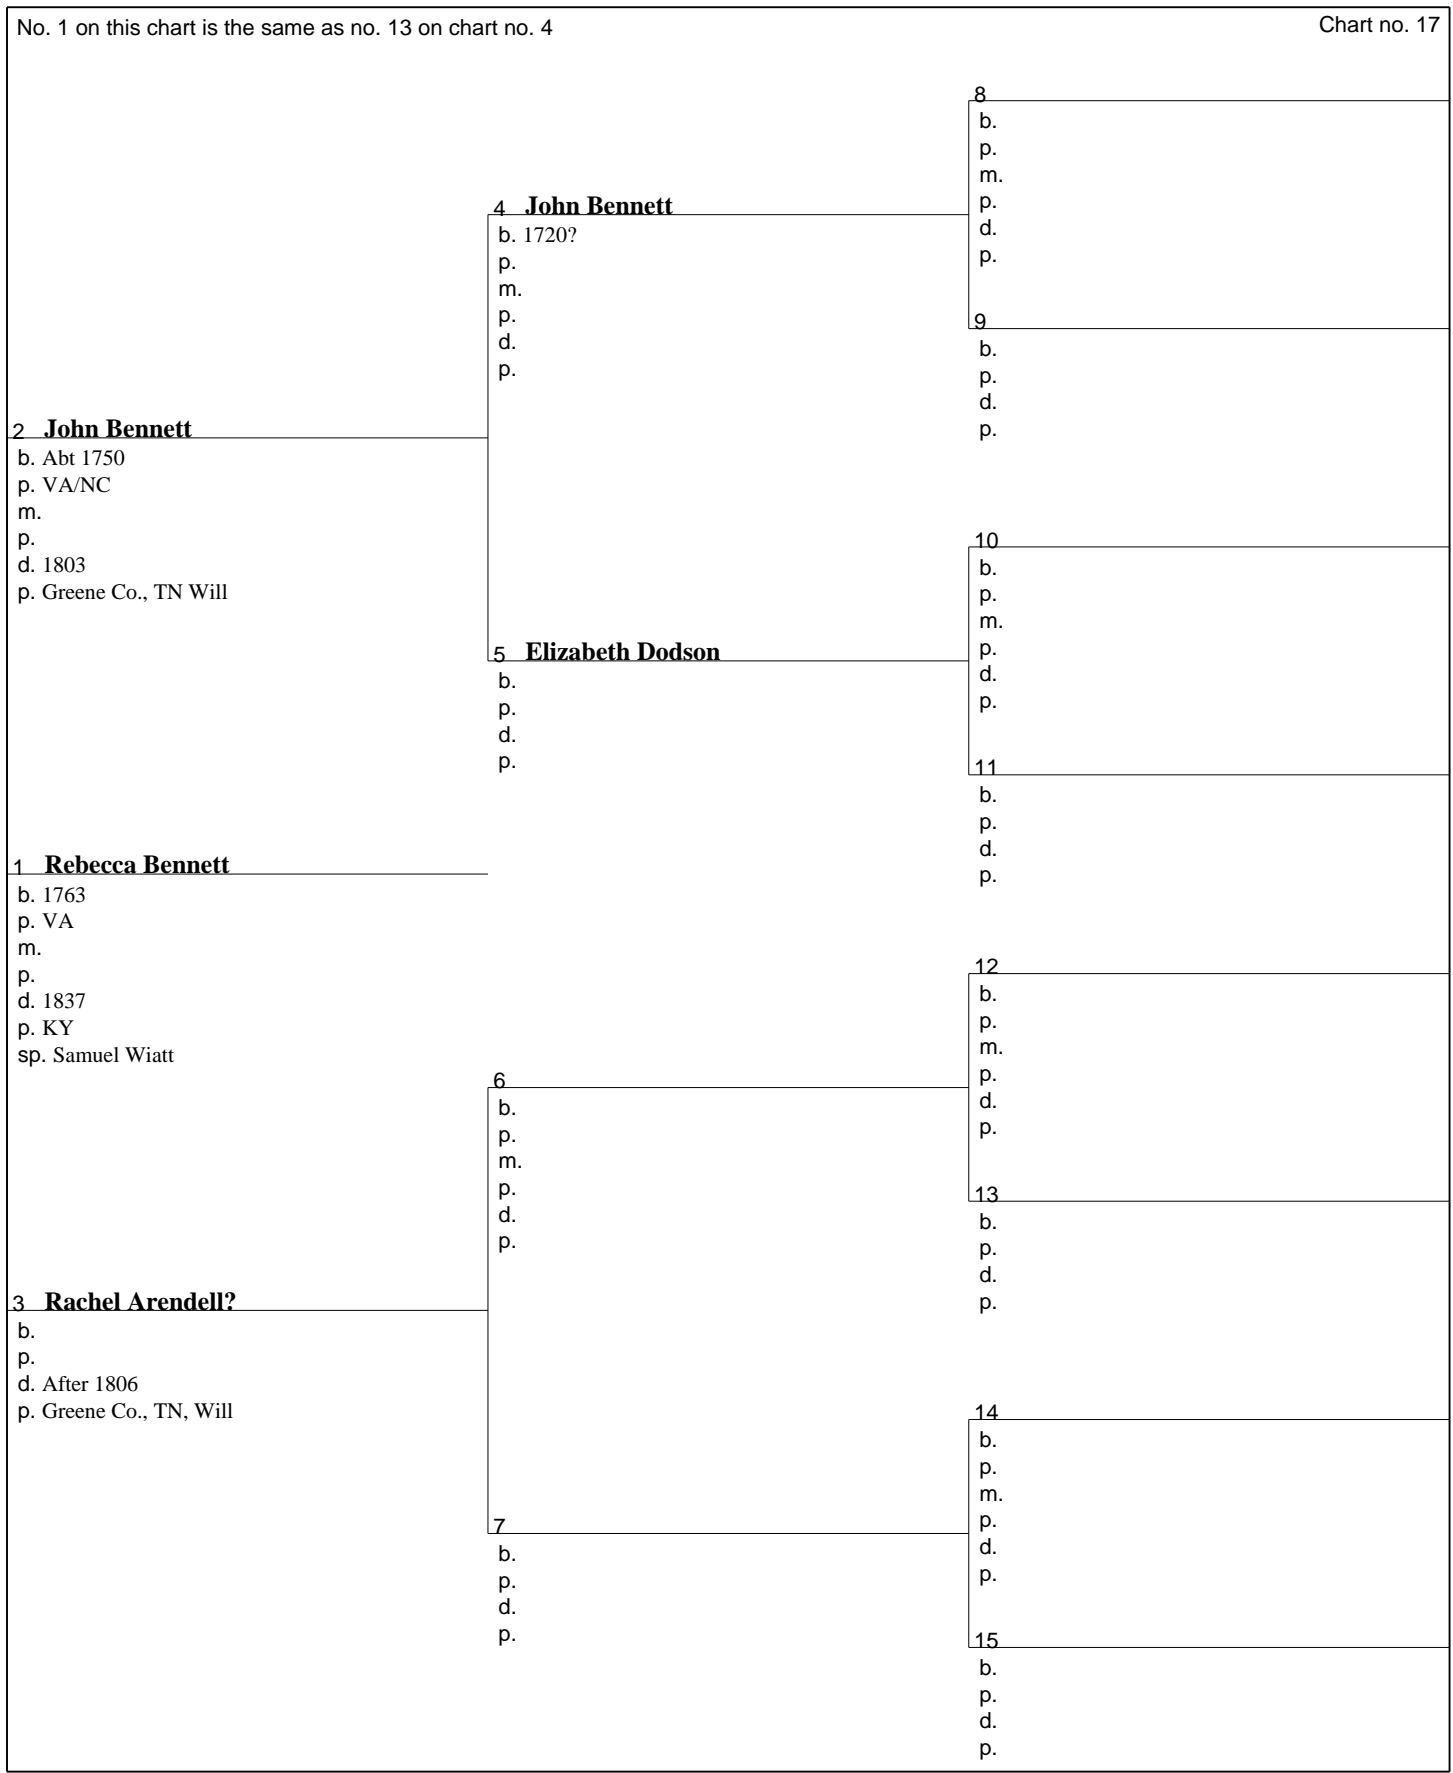 No. 1 on this chart is the same as no. 13 on chart no. 4
Chart no. 17
8
b.
p.
m.
p.
d.
p.
4 John Bennett
b. 1720?
p.
m.
p.
d.
p.
9
b.
p.
d.
p.
2 John Bennett
b. Abt 1750
p. VA/NC
m.
p.
d. 1803
p. Greene Co., TN Will
10
b.
p.
m.
p.
d.
p.
5 Elizabeth Dodson
b.
p.
d.
p.
11
b.
p.
d.
p.
1 Rebecca Bennett
b. 1763
p. VA
m.
p.
d. 1837
p. KY
sp. Samuel Wiatt
12
b.
p.
m.
p.
d.
p.
6
b.
p.
m.
p.
d.
p.
13
b.
p.
d.
p.
3 Rachel Arendell?
b.
p.
d. After 1806
p. Greene Co., TN, Will
14
b.
p.
m.
p.
d.
p.
7
b.
p.
d.
p.
15
b.
p.
d.
p.